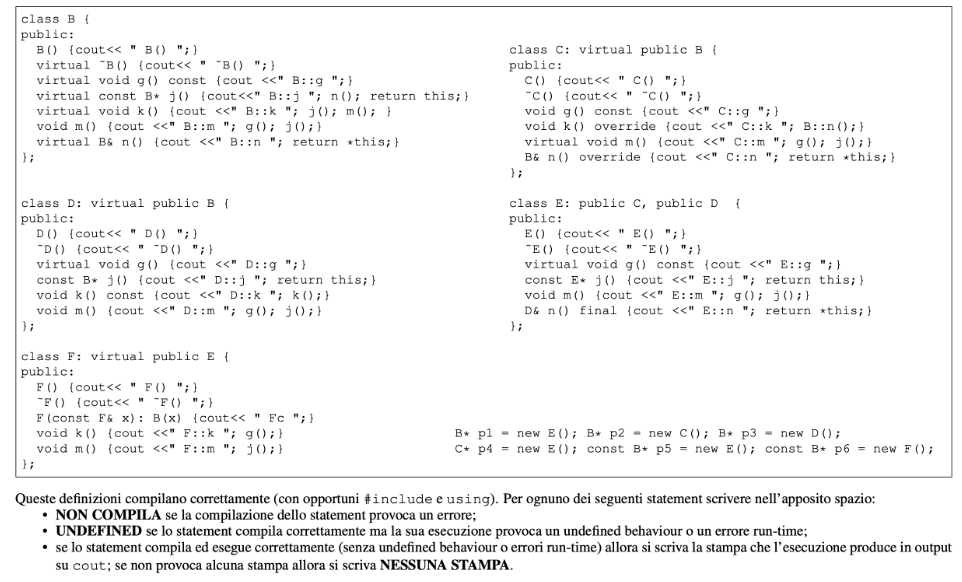 class B {
public:
  B() {cout<< " B() ";}
  virtual ~B() {cout<< " ~B() ";}
  virtual void g() const {cout <<" B::g ";}
  virtual const B* j() {cout<<" B::j "; n(); return this;}
  virtual void k() {cout <<" B::k "; j(); m(); }
  void m() {cout <<" B::m "; g(); j();}
  virtual B& n() {cout <<" B::n "; return *this;}
};
class C: virtual public B {
public:
  C() {cout<< " C() ";}
  ~C() {cout<< " ~C() ";}
  void g() const {cout <<" C::g ";}
  void k() override {cout <<" C::k "; B::n();}
  virtual void m() {cout <<" C::m "; g(); j();}
  B& n() override {cout <<" C::n "; return *this;}
};
class D: virtual public B {
public:
  D() {cout<< " D() ";}
  ~D() {cout<< " ~D() ";}
  virtual void g() {cout <<" D::g ";}
  const B* j() {cout <<" D::j "; return this;}
  void k() const {cout <<" D::k "; k();}
  void m() {cout <<" D::m "; g(); j();}
};
class E: public C, public D  {
public:
  E() {cout<< " E() ";}
  ~E() {cout<< " ~E() ";}
  virtual void g() const {cout <<" E::g ";}
  const E* j() {cout <<" E::j "; return this;}
  void m() {cout <<" E::m "; g(); j();}
  D& n() final {cout <<" E::n "; return *this;}
};
class F: virtual public E {
public:
  F() {cout<< " F() ";}
  ~F() {cout<< " ~F() ";}
  F(const F& x): B(x) {cout<< " Fc ";}
  void k() {cout <<" F::k "; g();}
  void m() {cout <<" F::m "; j();}
};
B* p1 = new E(); B* p2 = new C(); B* p3 = new D();
C* p4 = new E(); const B* p5 = new E(); const B* p6 = new F();
Queste definizioni compilano correttamente (con opportuni #include e using). Per ognuno dei seguenti statement scrivere nell'apposito spazio:
• NON COMPILA se la compilazione dello statement provoca un errore;
• UNDEFINED se lo statement compila correttamente ma la sua esecuzione provoca un undefined behaviour o un errore run-time;
• se lo statement compila ed esegue correttamente (senza undefined behaviour o errori run-time) allora si scriva la stampa che l'esecuzione produce in output
su cout; se non provoca alcuna stampa allora si scriva NESSUNA STAMPA.